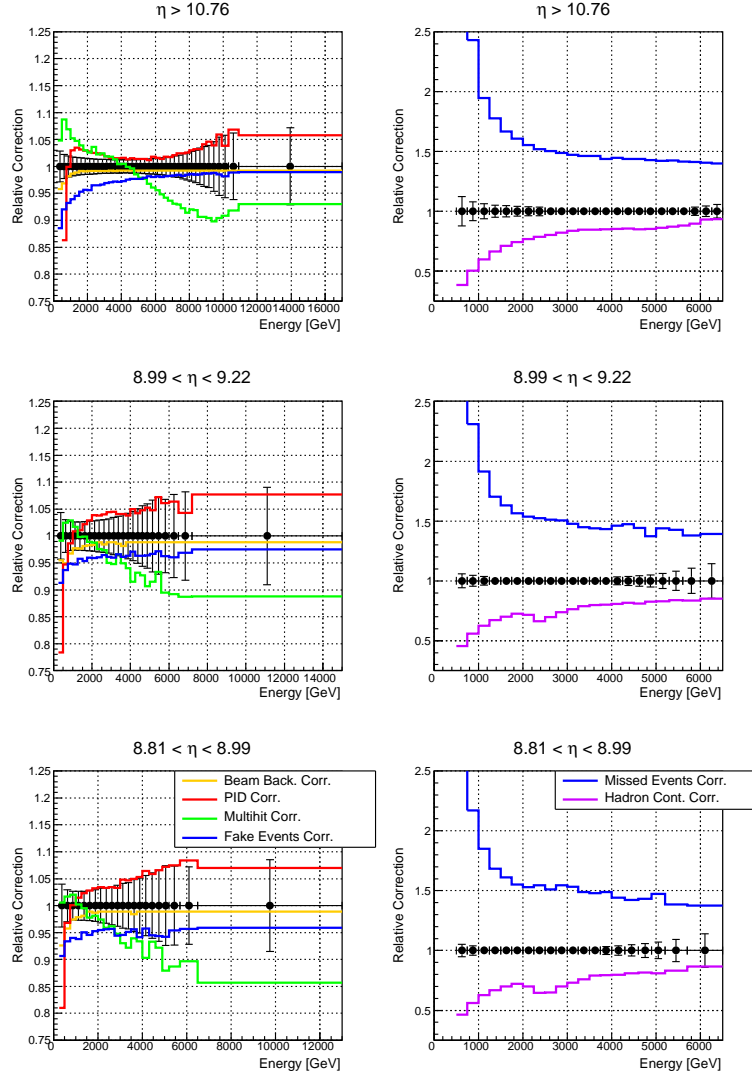 η > 10.76
Relative Correction
1.25
1.2
1.15
1.1
1.05
1
0.95
0.9
0.85
0.8
0.75
0 2000 4000 6000 8000 10000 12000 14000 16000
Energy [GeV]
η > 10.76
Relative Correction
2.5
2
1.5
1
0.5
0 1000 2000 3000 4000 5000 6000
Energy [GeV]
8.99 < η < 9.22
Relative Correction
1.25
1.2
1.15
1.1
1.05
1
0.95
0.9
0.85
0.8
0.75
0 2000 4000 6000 8000 10000 12000 14000
Energy [GeV]
8.99 < η < 9.22
Relative Correction
2.5
2
1.5
1
0.5
0 1000 2000 3000 4000 5000 6000
Energy [GeV]
8.81 < η < 8.99
Relative Correction
1.25
1.2
1.15
1.1
1.05
1
0.95
0.9
0.85
0.8
0.75
Beam Back. Corr.
PID Corr.
Multihit Corr.
Fake Events Corr.
0 2000 4000 6000 8000 10000 12000
Energy [GeV]
8.81 < η < 8.99
Relative Correction
2.5
2
1.5
1
0.5
Missed Events Corr.
Hadron Cont. Corr.
0 1000 2000 3000 4000 5000 6000
Energy [GeV]